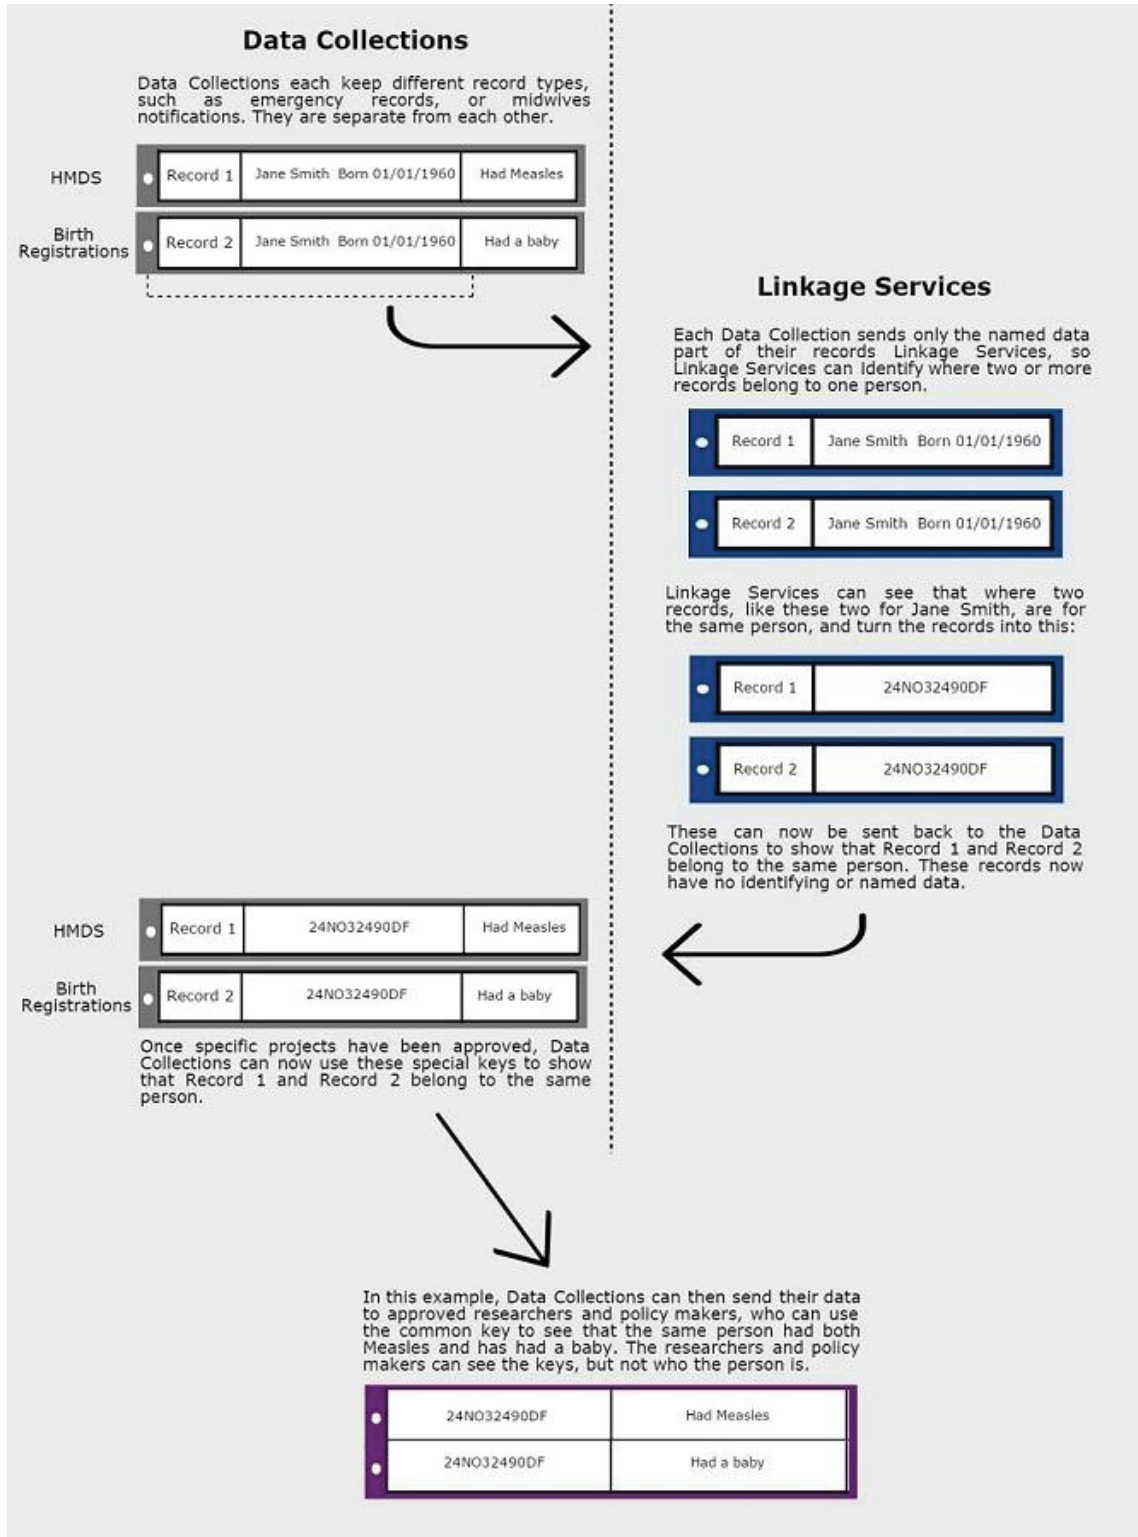 Data Collections
Data Collections each keep different record types,
such as emergency records, or midwives
notifications. They are separate from each other.
HMDS
Record 1
Jane Smith Born 01/01/1960
Had Measles
Birth
Registrations
Record 2
Jane Smith Born 01/01/1960
Had a baby
Linkage Services
Each Data Collection sends only the named data
part of their records Linkage Services, so
Linkage Services can identify where two or more
records belong to one person.
Record 1
Jane Smith Born 01/01/1960
Record 2
Jane Smith Born 01/01/1960
Linkage Services can see that where two
records, like these two for Jane Smith, are for
the same person, and turn the records into this:
Record 1
24NO32490DF
Record 2
24NO32490DF
These can now be sent back to the Data
Collections to show that Record 1 and Record 2
belong to the same person. These records now
have no identifying or named data.
HMDS
Record 1
24NO32490DF
Had Measles
Birth
Registrations
Record 2
24NO32490DF
Had a baby
Once specific projects have been approved, Data
Collections can now use these special keys to show
that Record 1 and Record 2 belong to the same
person.
In this example, Data Collections can then send their data
to approved researchers and policy makers, who can use
the common key to see that the same person had both
Measles and has had a baby. The researchers and policy
makers can see the keys, but not who the person is.
24NO32490DF
Had Measles
24NO32490DF
Had a baby